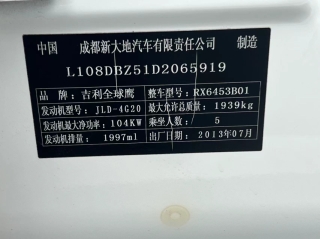 中国 成都新大地汽车有限责任公司 制造
L108DBZ51D2065919
品牌：吉利全球鹰 整车型号：RX6453B01
发动机型号：JLD-4G20 最大允许总质量：1939kg
发动机最大净功率：104KW 乘坐人数：5
发动机排量：1997ml 出厂日期：2013年07月